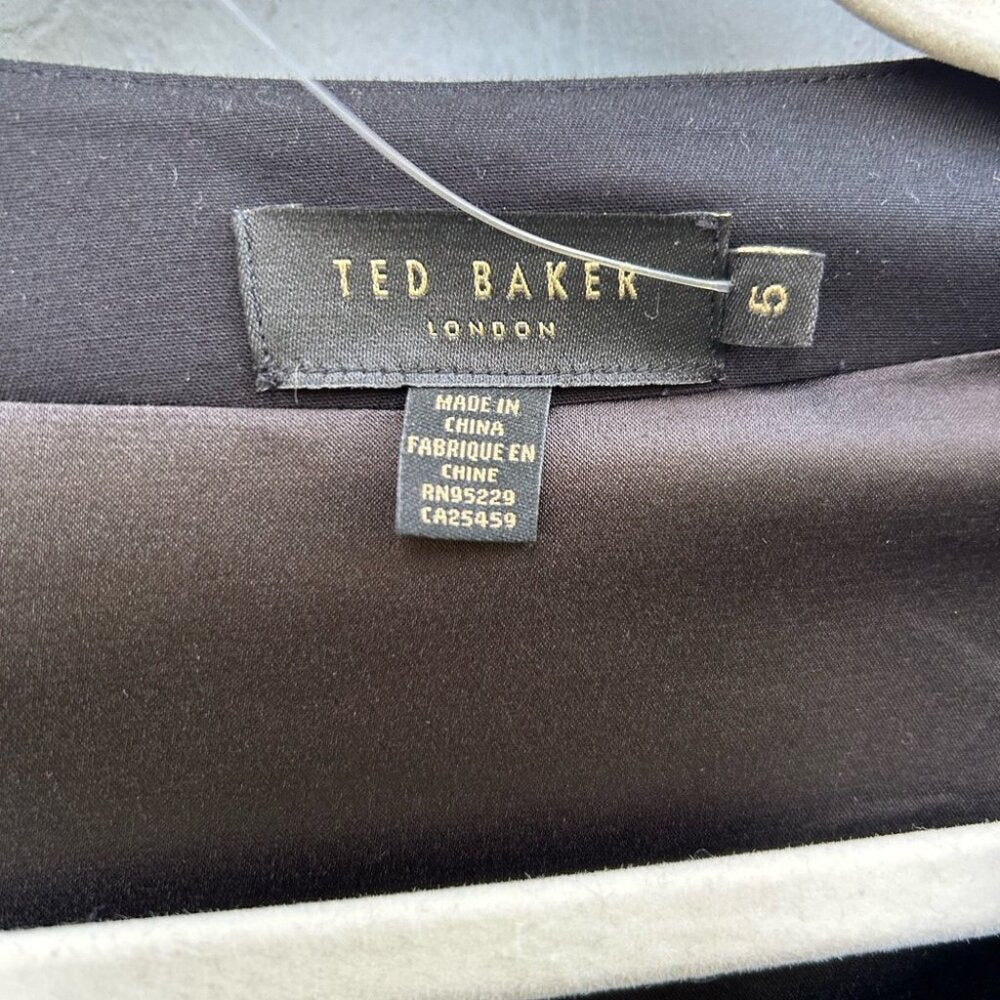 TED BAKER
LONDON
5
MADE IN
CHINA
FABRIQUE EN
CHINE
RN95229
CA25459